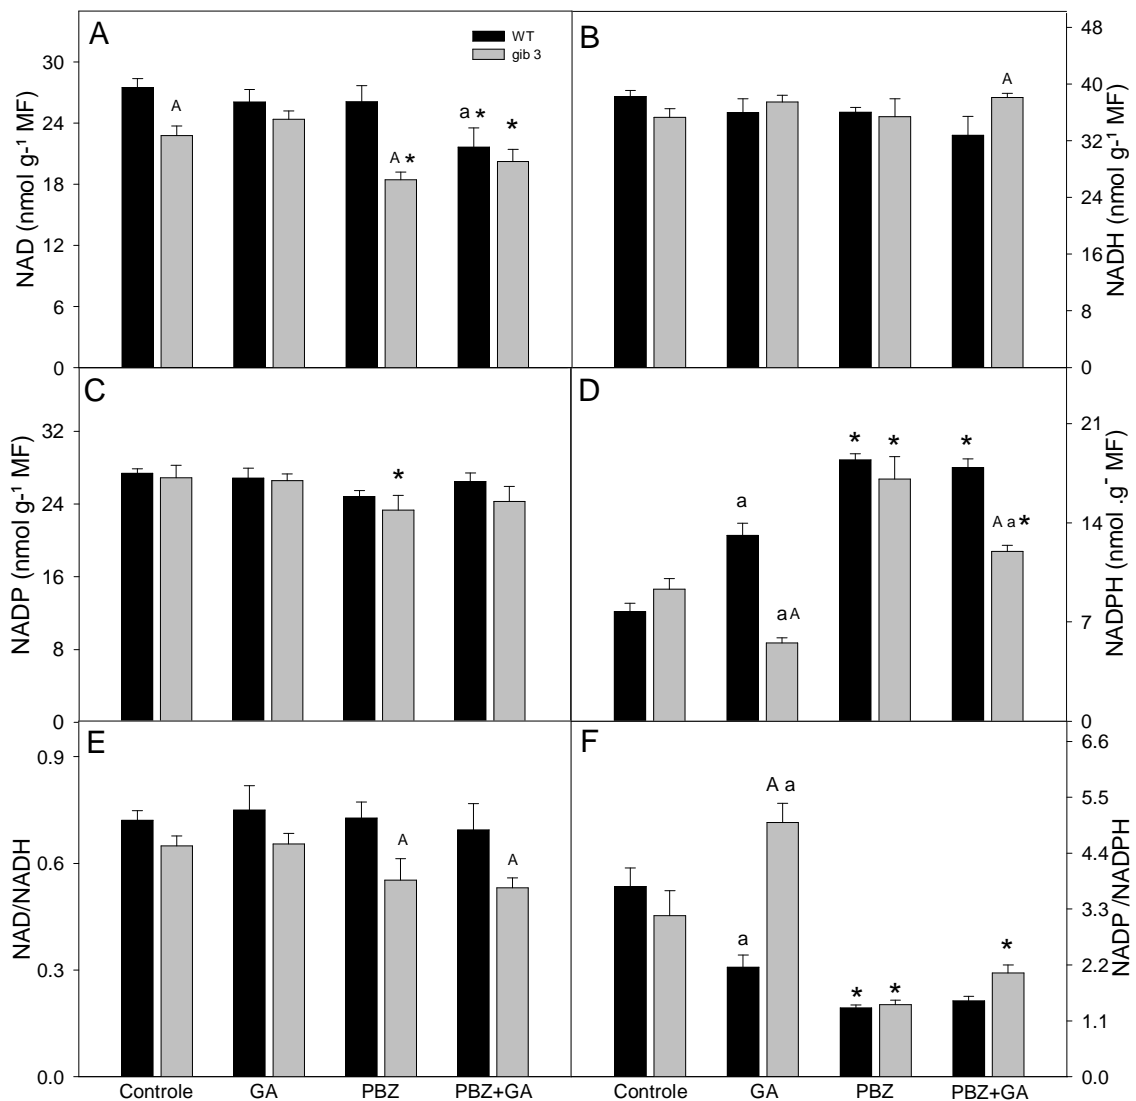 A
WT
gib 3
B
NAD (nmol g-¹ MF)
30
24
18
12
6
0
A
A *
a *
*
A
48
40
32
24
16
8
0
NADH (nmol g-¹ MF)
C
D
NADP (nmol g-¹ MF)
32
24
16
8
0
*
a
a A
*
*
*
A a *
21
14
7
0
NADPH (nmol .g⁻ MF)
E
F
NAD/NADH
0.9
0.6
0.3
0.0
A
A
a
A a
*
*
*
6.6
5.5
4.4
3.3
2.2
1.1
0.0
NADP /NADPH
Controle GA PBZ PBZ+GA
Controle GA PBZ PBZ+GA